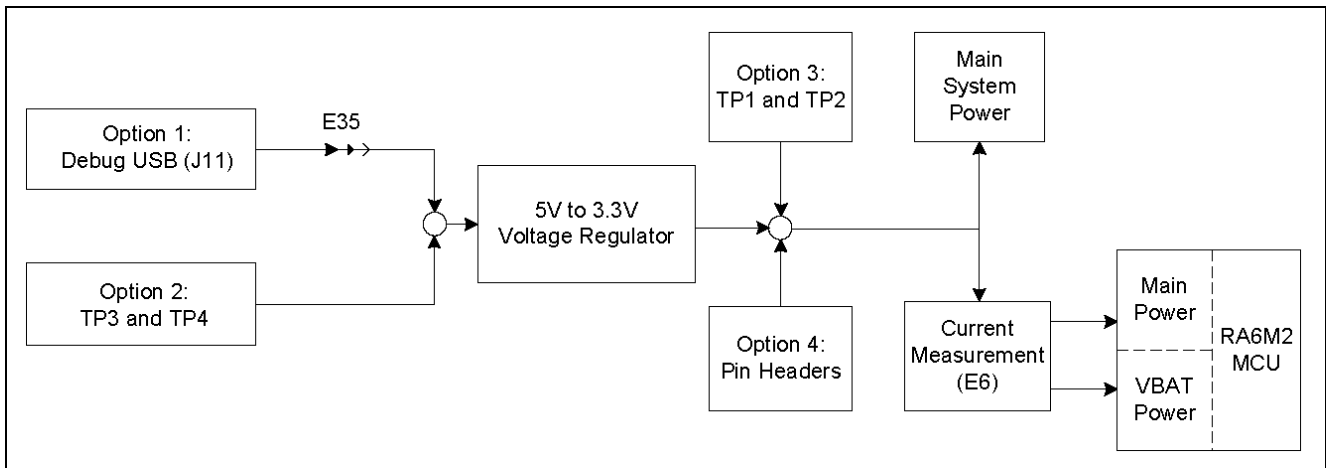 Option 1:
Debug USB (J11)
E35
Option 2:
TP3 and TP4
5V to 3.3V
Voltage Regulator
Option 3:
TP1 and TP2
Option 4:
Pin Headers
Main
System
Power
Current
Measurement
(E6)
Main
Power
VBAT
Power
RA6M2
MCU